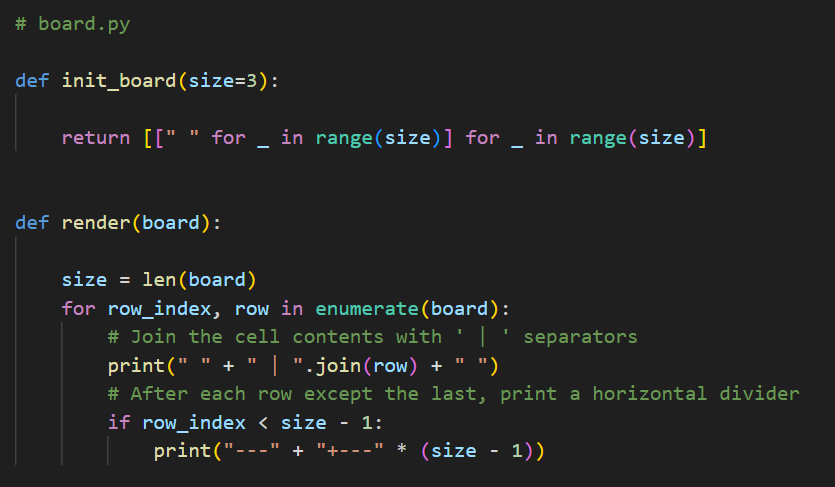 # board.py
def init_board(size=3):
    return [[" " for _ in range(size)] for _ in range(size)]
def render(board):
    size = len(board)
    for row_index, row in enumerate(board):
        # Join the cell contents with ' | ' separators
        print(" " + " | ".join(row) + " ")
        # After each row except the last, print a horizontal divider
        if row_index < size - 1:
            print("---" + "+---" * (size - 1))